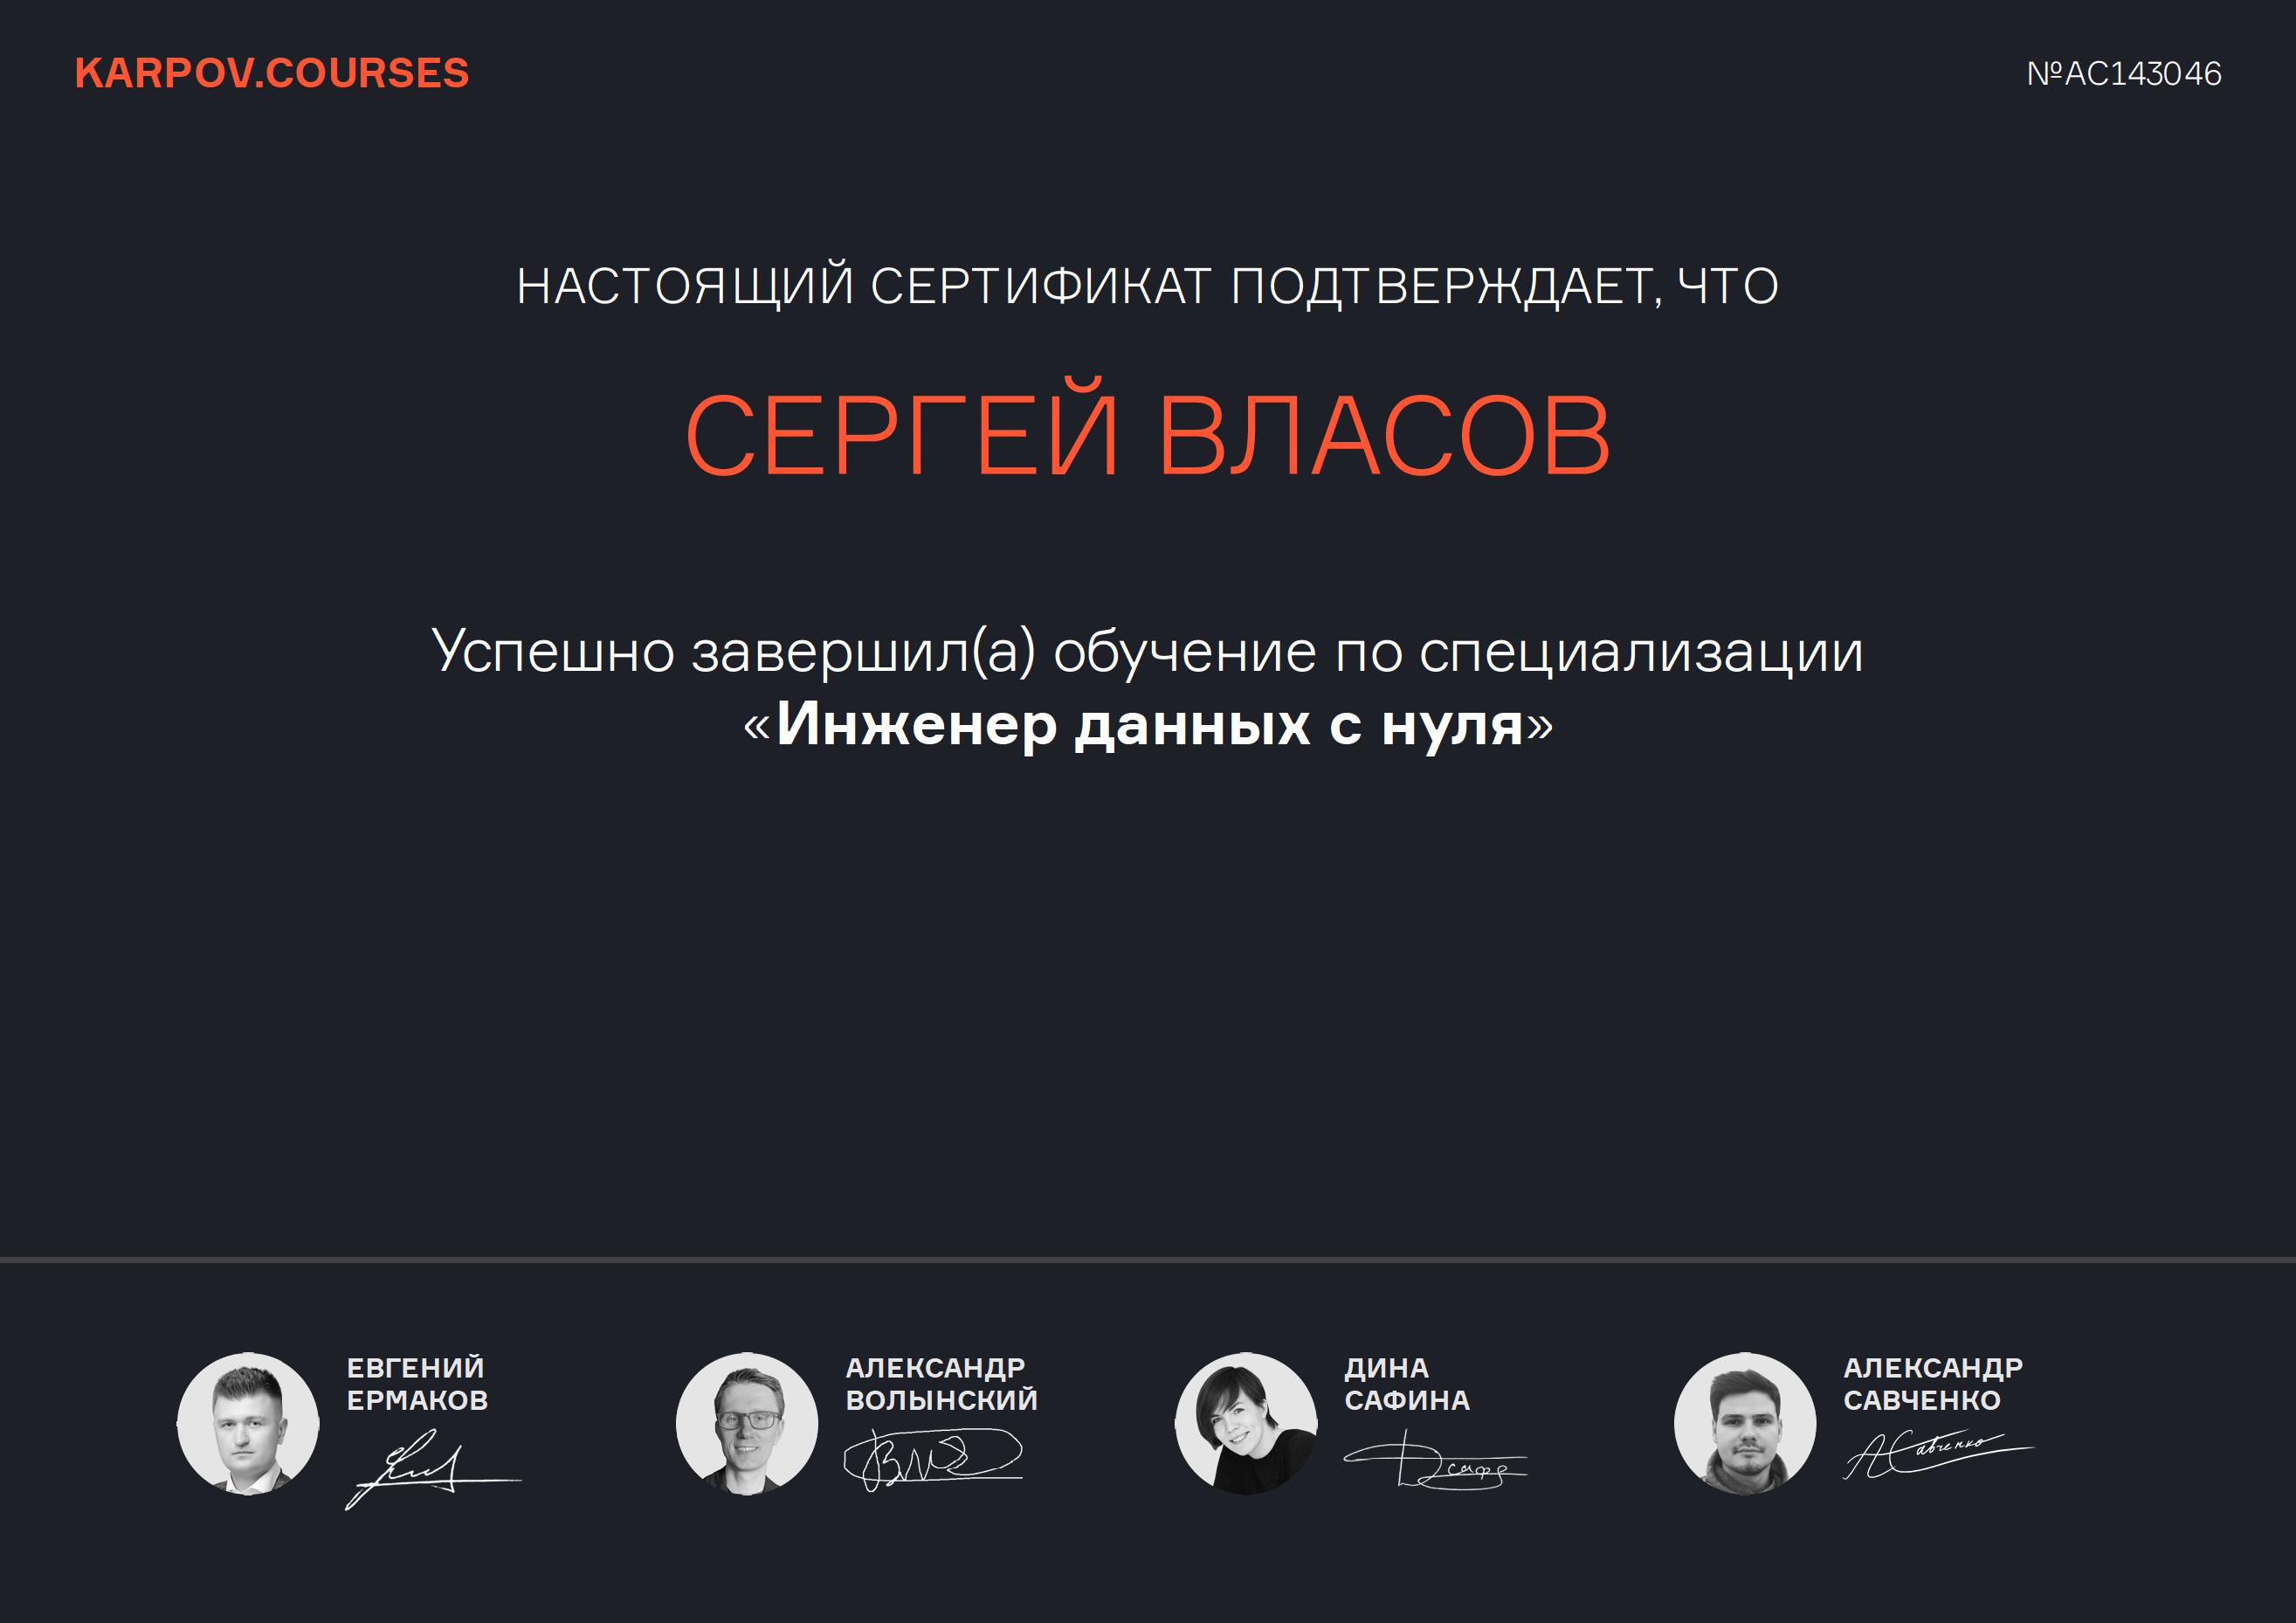 KARPOV.COURSES
№AC143046
НАСТОЯЩИЙ СЕРТИФИКАТ ПОДТВЕРЖДАЕТ, ЧТО
СЕРГЕЙ ВЛАСОВ
Успешно завершил(а) обучение по специализации
«Инженер данных с нуля»
ЕВГЕНИЙ
ЕРМАКОВ
АЛЕКСАНДР
ВОЛЫНСКИЙ
ДИНА
САФИНА
АЛЕКСАНДР
САВЧЕНКО